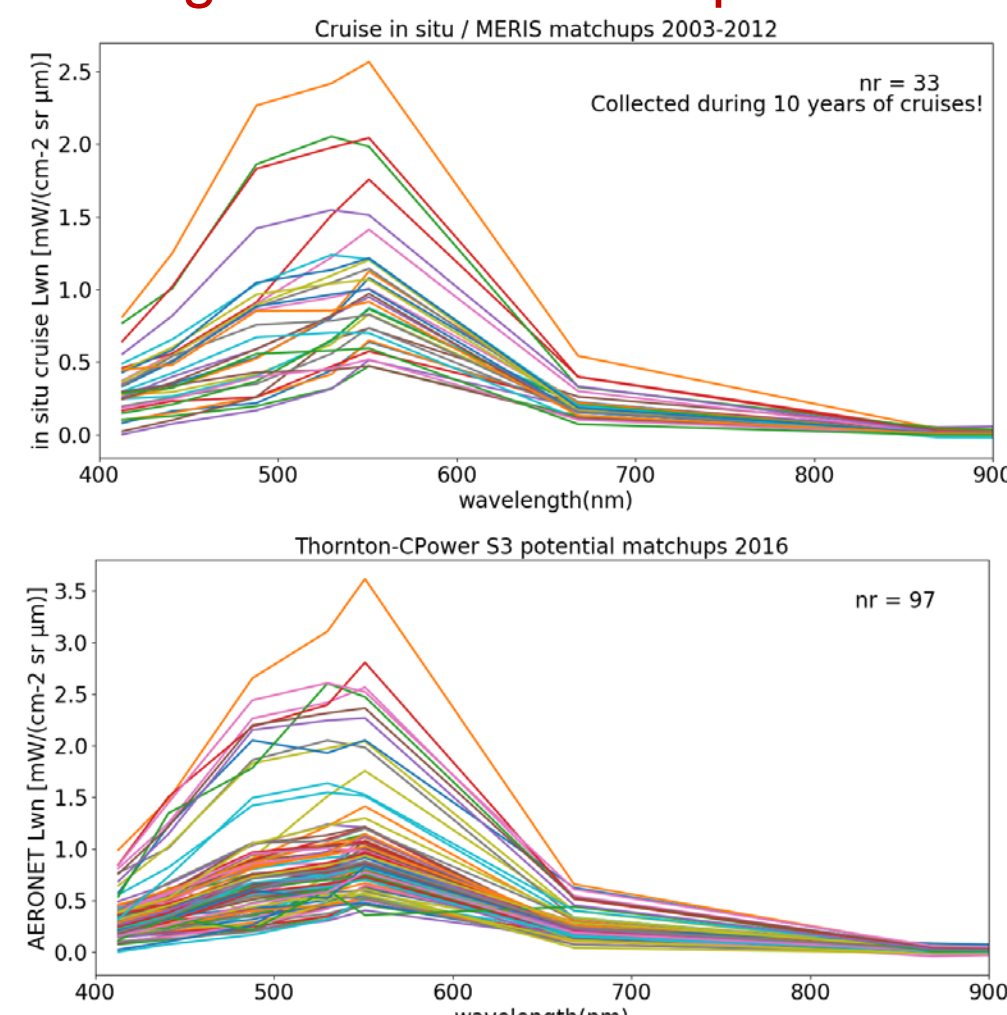 Cruise in situ / MERIS matchups 2003-2012
in situ cruise Lwn [mW/(cm-2 sr μm)]
nr = 33
Collected during 10 years of cruises!
2.5
2.0
1.5
1.0
0.5
0.0
400 500 600 700 800 900
wavelength(nm)
Thornton-CPower S3 potential matchups 2016
AERONET Lwn [mW/(cm-2 sr μm)]
nr = 97
3.5
3.0
2.5
2.0
1.5
1.0
0.5
0.0
400 500 600 700 800 900
wavelength(nm)